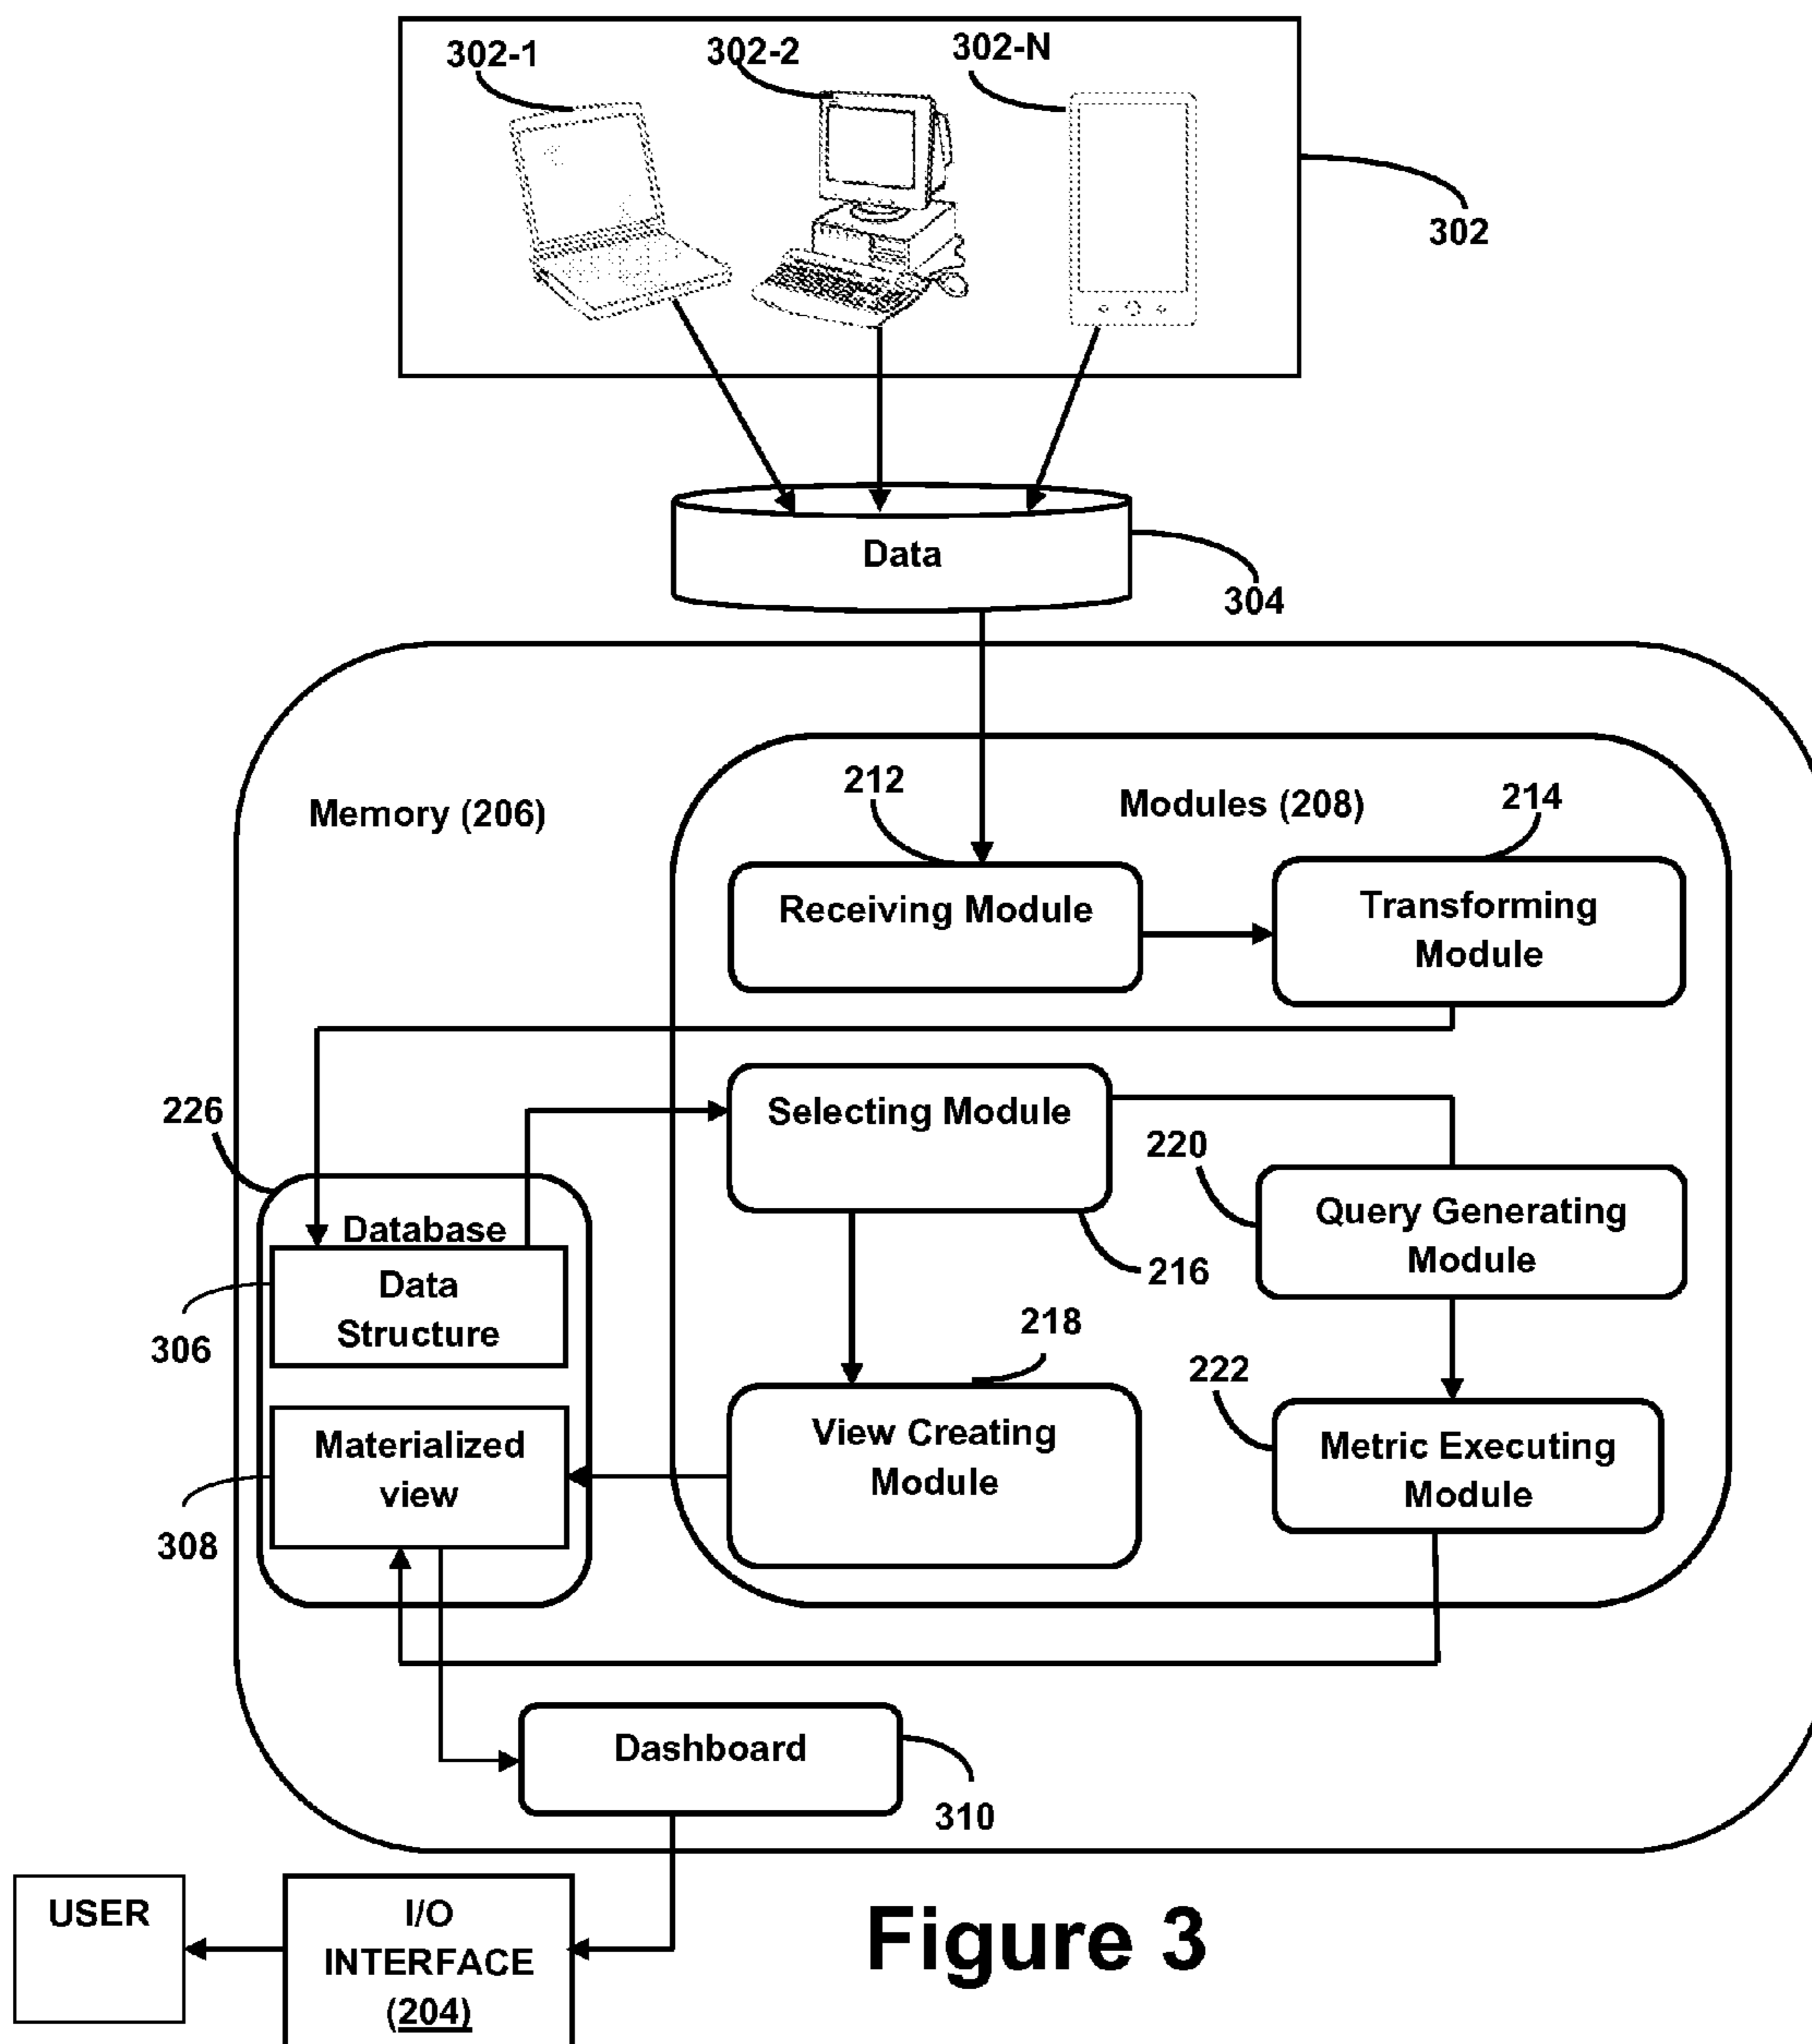 302-1
302-2
302-N
302
Data
304
Memory (206)
212
Modules (208)
214
Receiving Module
Transforming
Module
226
Selecting Module
220
Database
Query Generating
Module
216
Data
Structure
306
218
222
Materialized
view
View Creating
Module
Metric Executing
Module
308
Dashboard
310
USER
I/O
INTERFACE
(204)
Figure 3